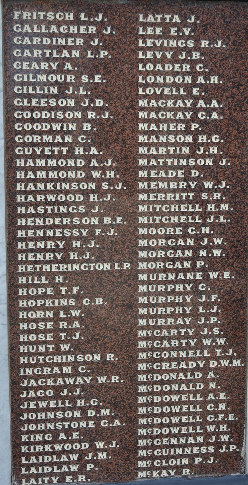 FRITSCH L.J.
GALLAGHER J.
GARDINER J.
GARTLAN L.P.
GEARY A.
GILMOUR S.E.
GILLIN J.L.
GLEESON J.D.
GOODISON R.J.
GOODWIN B.
GORMAN C.
GUYETT H.A.
HAMMOND A.J.
HAMMOND W.H.
HANKINSON S.J.
HARWOOD H.J.
HASTINGS J.
HENDERSON B.E.
HENNESSY F.J.
HENRY H.J.
HENRY H.J.
HETHERINGTON L.P.
HILL H.
HOPE T.F.
HOPKINS C.B.
HORN L.W.
HOSE R.A.
HOSE T.J.
HUNT W.
HUTCHINSON R.
INGRAM C.
JACKAWAY W.R.
JACO J.J.
JEWELL H.G.
JOHNSON D.M.
JOHNSTONE G.A.
KING A.E.
KIRKWOOD W.J.
LAIDLAW J.M.
LAIDLAW P.
LAITY E.R.
LATTA J.
LEE E.V.
LEVINGS R.J.
LEVY J.R.
LOADER C.
LONDON A.H.
LOVELL E.
MACKAY A.A.
MACKAY C.A.
MAHER P.
MANSON H.G.
MARTIN J.H.
MATTINSON J.
MEADE D.
MEMBRY W.J.
MERRITT S.R.
MITCHELL H.M.
MITCHELL J.L.
MOORE G.H.
MORGAN J.W.
MORGAN N.W.
MORGAN P.
MURNANE W.E.
MURPHY C.
MURPHY J.F.
MURPHY L.J.
MURRAY J.P.
McCARTY J.S.
McCARTY W.W.
McCONNELL T.J.
McCREADY D.W.M.
McDONALD A.
McDONALD N.
McDOWELL A.E.
McDOWELL C.N.
McDOWELL G.F.E.
McDOWELL W.H.
McGENNAN J.W.
McGUINNESS J.P.
McGLOIN P.J.
McKAY R.